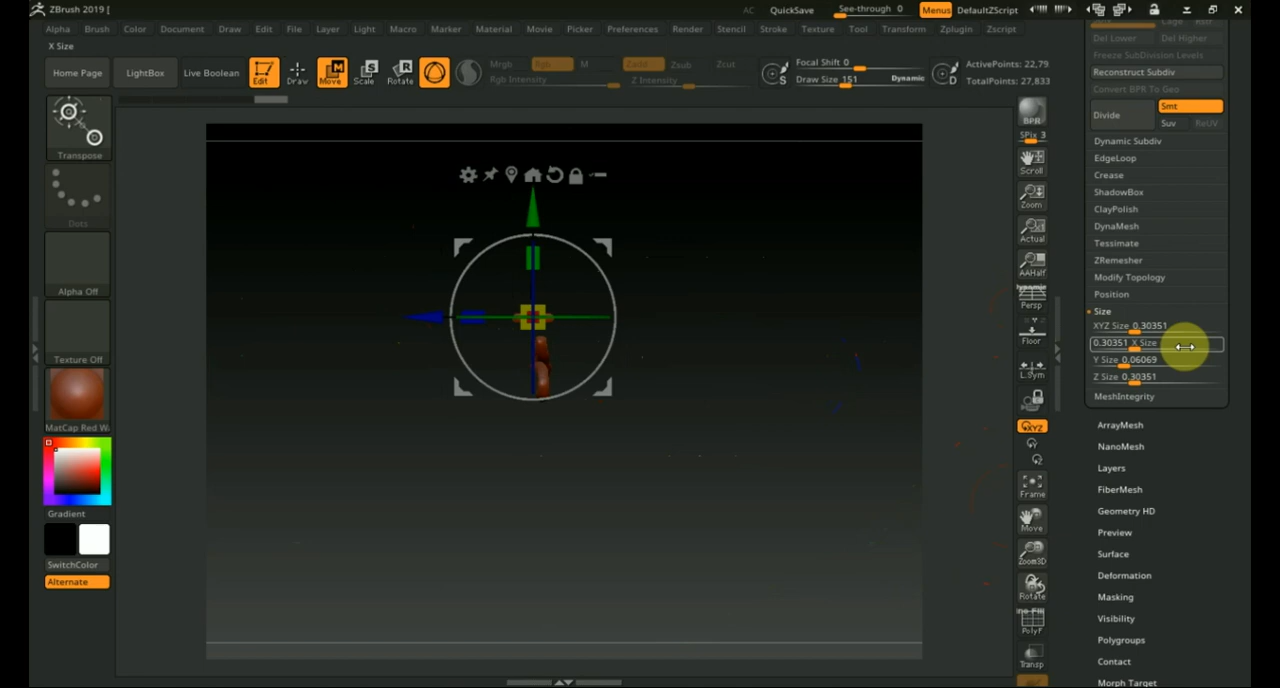 ZBrush 2019 [
AC QuickSave See-through 0 Menus DefaultZScript
Alpha Brush Color Document Draw Edit File Layer Light Macro Marker Material Movie Picker Preferences Render Stencil Stroke Texture Tool Transform Zplugin Zscript
X Size
Home Page LightBox Live Boolean Edit Draw Move Scale Rotate
Mrgb Rgb M Zadd Zsub Zcut
Rgb Intensity Z Intensity
Focal Shift 0
Draw Size 151 Dynamic
S D
ActivePoints: 22,79
TotalPoints: 27,833
Transpose
Dots
Alpha Off
Texture Off
MatCap Red W
Gradient
SwitchColor
Alternate
BPR
SPix 3
Scroll
Zoom
Actual
AAHalf
Dynamic
Persp
Floor
L.Sym
XYZ
Frame
Move
Zoom3D
Rotate
Line Fill
PolyF
Transp
Cage Rstr
Del Lower Del Higher
Freeze SubDivision Levels
Reconstruct Subdiv
Convert BPR To Geo
Divide Smt
Suv ReUV
Dynamic Subdiv
EdgeLoop
Crease
ShadowBox
ClayPolish
DynaMesh
Tessimate
ZRemesher
Modify Topology
Position
Size
XYZ Size 0.30351
0.30351 X Size
Y Size 0.06069
Z Size 0.30351
MeshIntegrity
ArrayMesh
NanoMesh
Layers
FiberMesh
Geometry HD
Preview
Surface
Deformation
Masking
Visibility
Polygroups
Contact
Morph Target